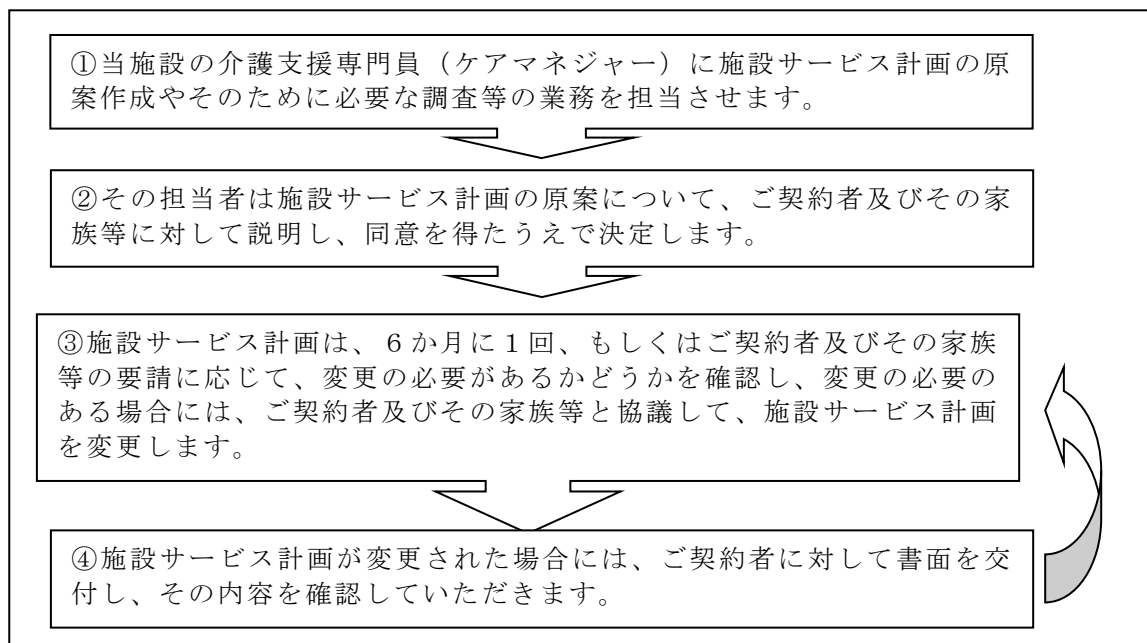 ①当施設の介護支援専門員（ケアマネジャー）に施設サービス計画の原
案作成やそのために必要な調査等の業務を担当させます。
②その担当者は施設サービス計画の原案について、ご契約者及びその家
族等に対して説明し、同意を得たうえで決定します。
③施設サービス計画は、６か月に１回、もしくはご契約者及びその家族
等の要請に応じて、変更の必要があるかどうかを確認し、変更の必要の
ある場合には、ご契約者及びその家族等と協議して、施設サービス計画
を変更します。
④施設サービス計画が変更された場合には、ご契約者に対して書面を交
付し、その内容を確認していただきます。